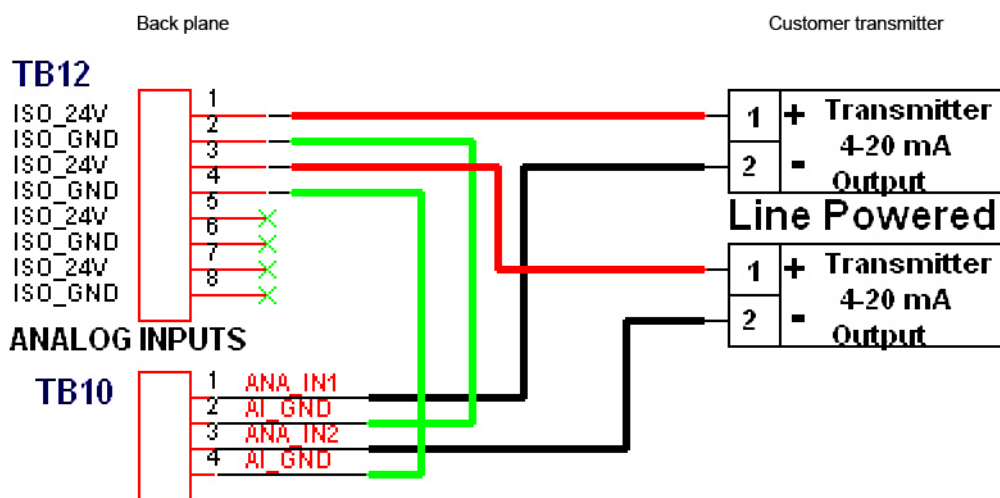 Back plane
Customer transmitter
TB12
ISO_24V 1
ISO_GND 2
ISO_24V 3
ISO_GND 4
ISO_24V 5
ISO_GND 6
ISO_24V 7
ISO_GND 8
1 + Transmitter
4-20 mA
2 - Output
Line Powered
1 + Transmitter
4-20 mA
2 - Output
ANALOG INPUTS
TB10
1 ANA_IN1
2 AI_GND
3 ANA_IN2
4 AI_GND